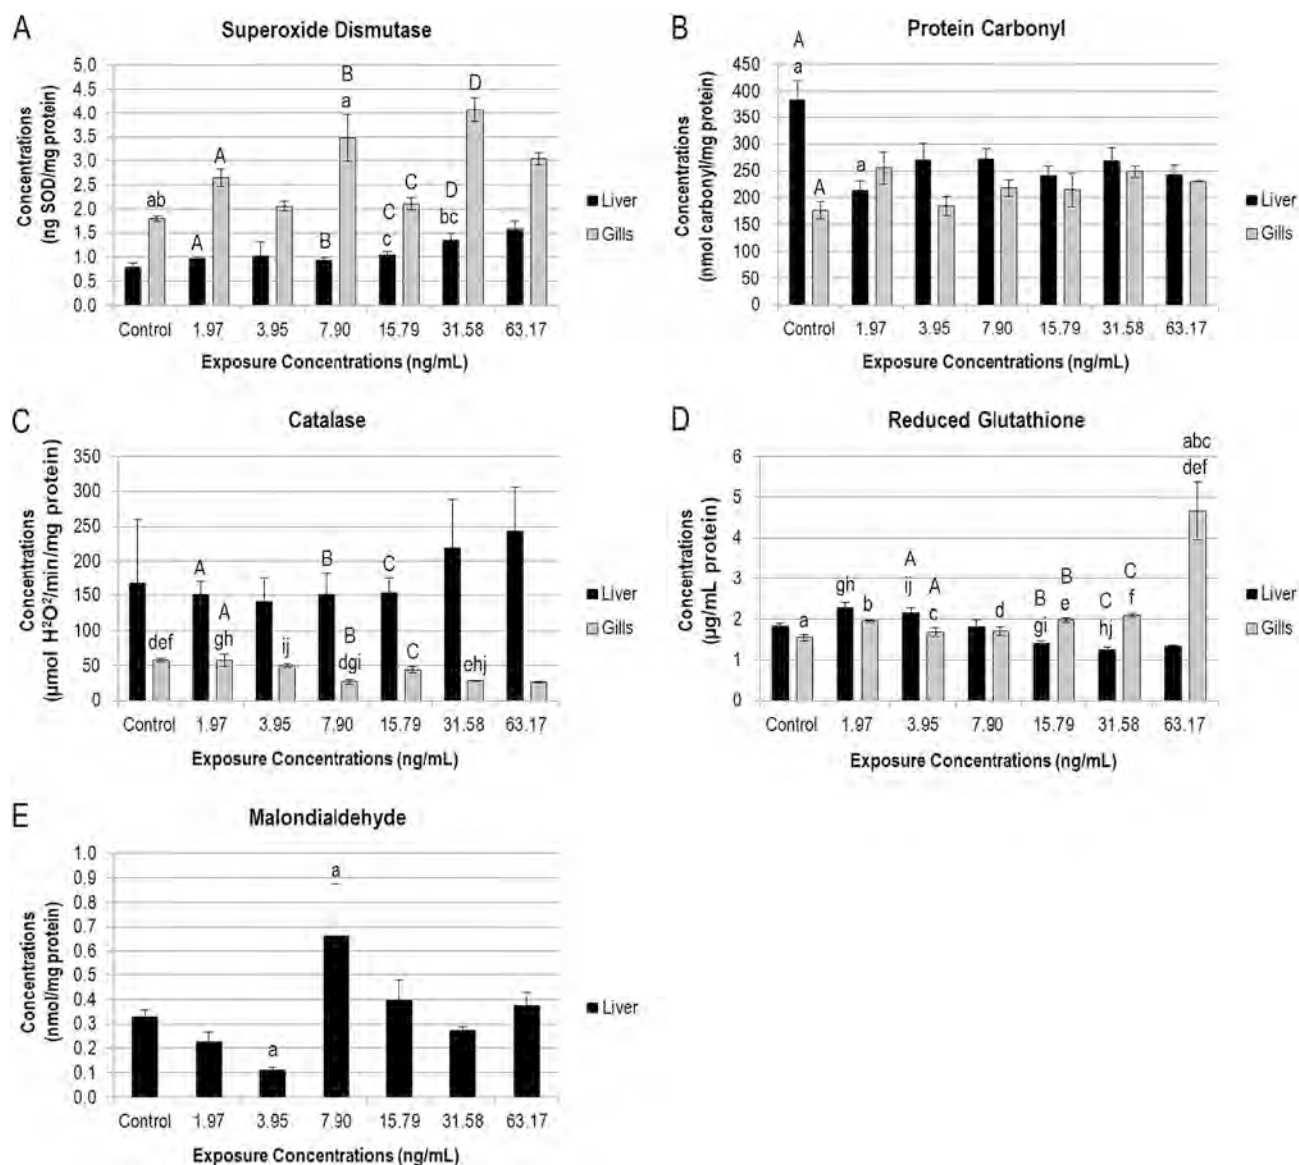 A
Superoxide Dismutase
Concentrations
(ng SOD/mg protein)
5.0
4.5
4.0
3.5
3.0
2.5
2.0
1.5
1.0
0.5
0.0
ab
A
A
B
a
B
C
C
c
D
D
bc
Control 1.97 3.95 7.90 15.79 31.58 63.17
Exposure Concentrations (ng/mL)
Liver
Gills
B
Protein Carbonyl
Concentrations
(nmol carbonyl/mg protein)
450
400
350
300
250
200
150
100
50
0
A
a
A
a
Control 1.97 3.95 7.90 15.79 31.58 63.17
Exposure Concentrations (ng/mL)
Liver
Gills
C
Catalase
Concentrations
(µmol H²O²/min/mg protein)
350
300
250
200
150
100
50
0
def
A
A
gh
ij
B
B
dgi
C
C
ehj
Control 1.97 3.95 7.90 15.79 31.58 63.17
Exposure Concentrations (ng/mL)
Liver
Gills
D
Reduced Glutathione
Concentrations
(µg/mL protein)
6
5
4
3
2
1
0
a
gh
b
A
ij
A
c
d
B
gi
B
e
C
hj
C
f
abc
def
Control 1.97 3.95 7.90 15.79 31.58 63.17
Exposure Concentrations (ng/mL)
Liver
Gills
E
Malondialdehyde
Concentrations
(nmol/mg protein)
1.0
0.9
0.8
0.7
0.6
0.5
0.4
0.3
0.2
0.1
0.0
a
a
Control 1.97 3.95 7.90 15.79 31.58 63.17
Exposure Concentrations (ng/mL)
Liver